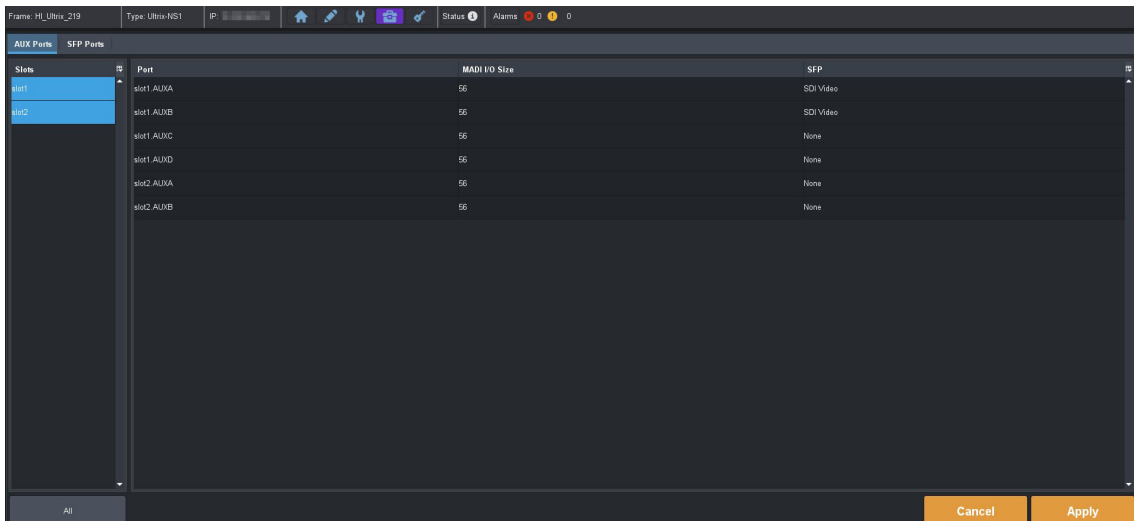 Frame: HI_Ultrix_219 Type: Ultrix-NS1 IP: Status Alarms 0 0
AUX Ports SFP Ports
Slots Port MADI I/O Size SFP
slot1 slot1.AUXA 56 SDI Video
slot2 slot1.AUXB 56 SDI Video
slot1.AUXC 56 None
slot1.AUXD 56 None
slot2.AUXA 56 None
slot2.AUXB 56 None
All Cancel Apply